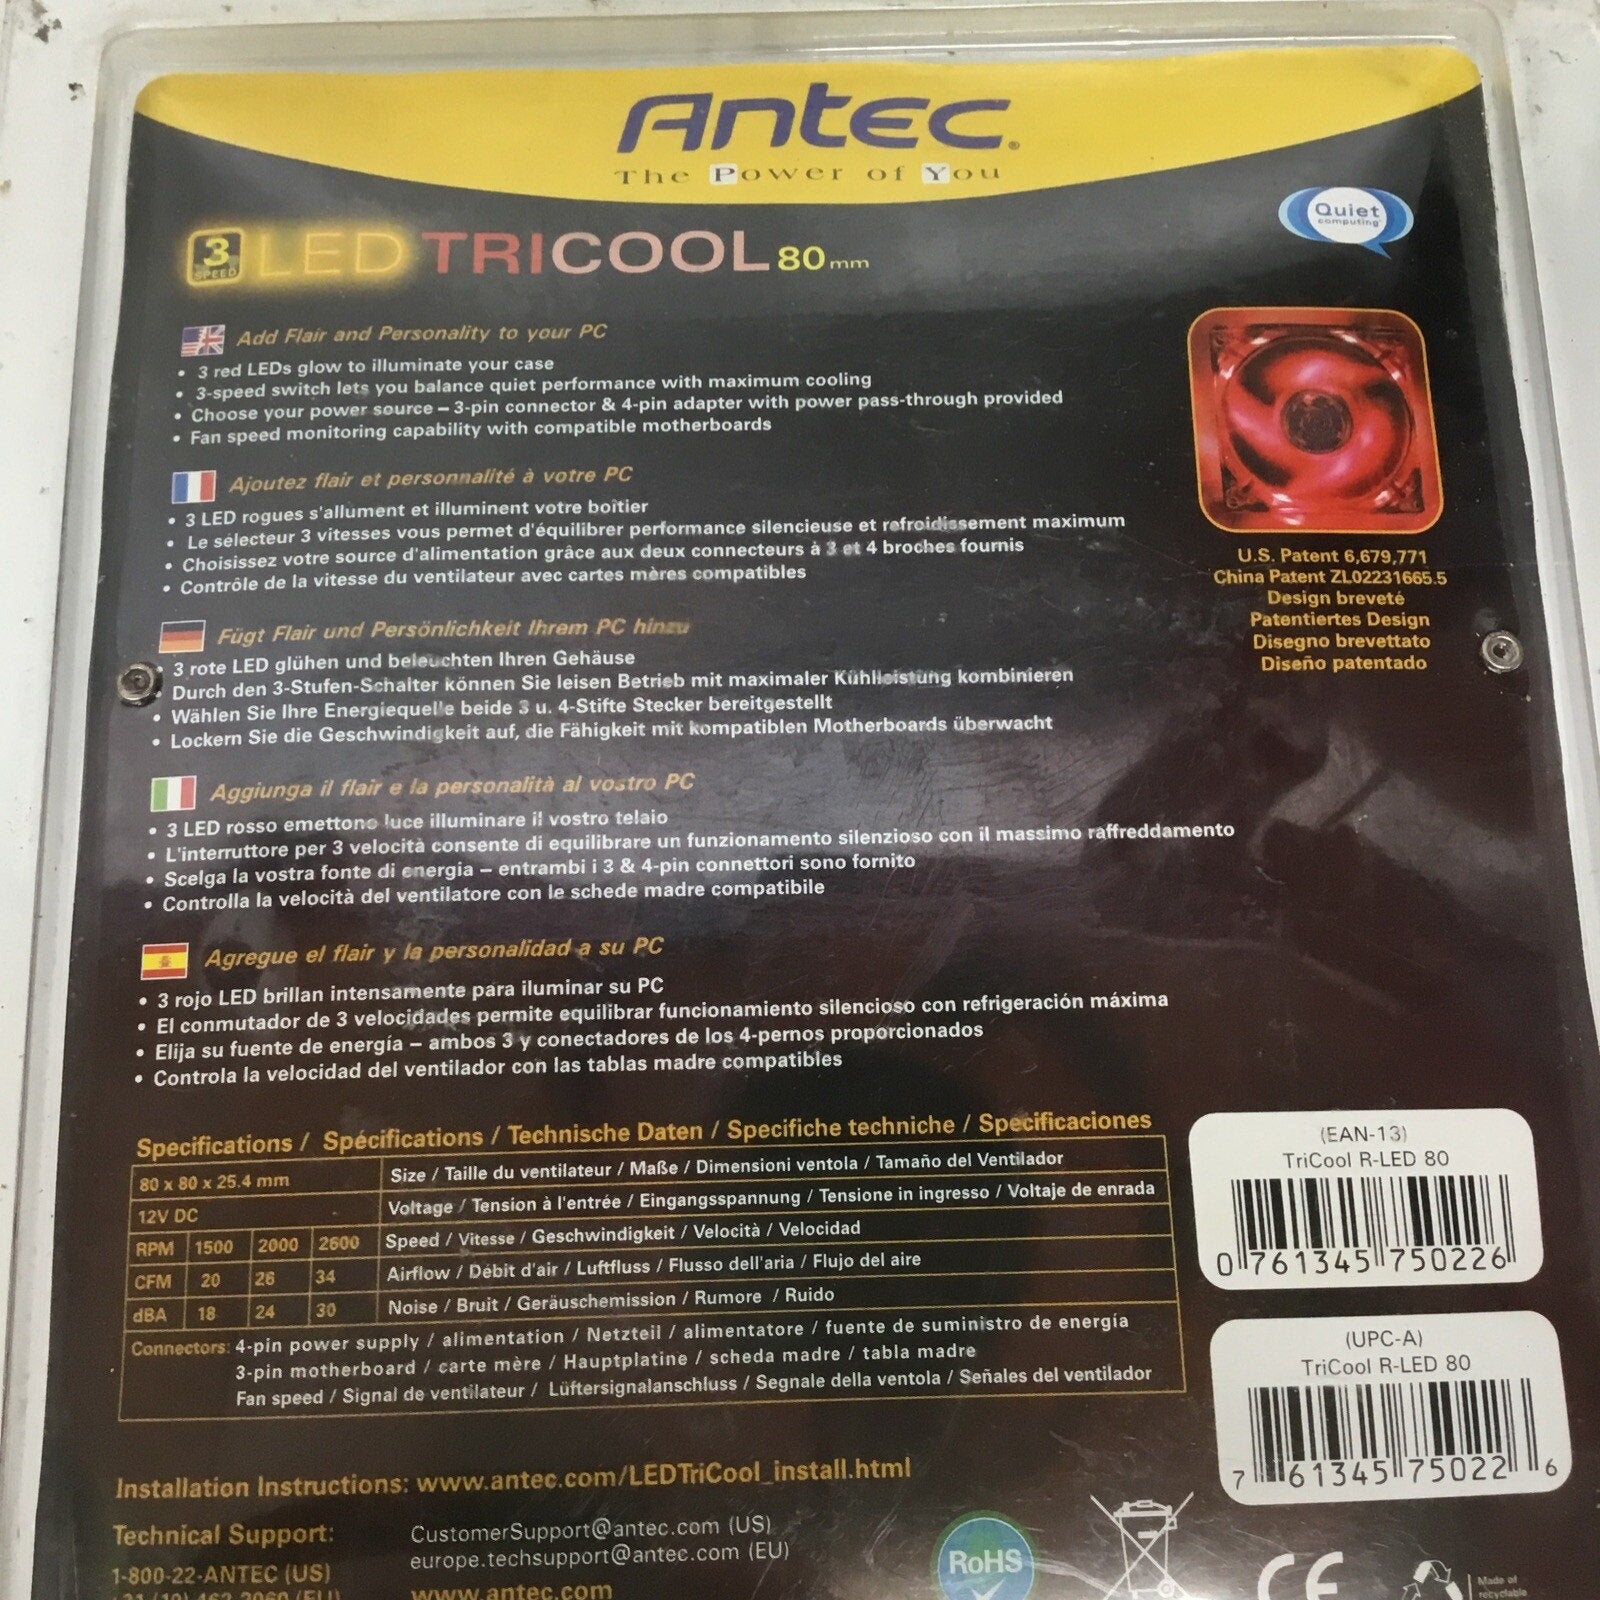 Antec®
The Power of You
Quiet
computing™
3
SPEED
LED TRICOOL 80mm
Add Flair and Personality to your PC
• 3 red LEDs glow to illuminate your case
• 3-speed switch lets you balance quiet performance with maximum cooling
• Choose your power source – 3-pin connector & 4-pin adapter with power pass-through provided
• Fan speed monitoring capability with compatible motherboards
Ajoutez flair et personnalité à votre PC
• 3 LED rogues s'allument et illuminent votre boîtier
• Le sélecteur 3 vitesses vous permet d'équilibrer performance silencieuse et refroidissement maximum
• Choisissez votre source d'alimentation grâce aux deux connecteurs à 3 et 4 broches fournis
• Contrôle de la vitesse du ventilateur avec cartes mères compatibles
U.S. Patent 6,679,771
China Patent ZL02231665.5
Design breveté
Patentiertes Design
Disegno brevettato
Diseño patentado
Fügt Flair und Persönlichkeit Ihrem PC hinzu
• 3 rote LED glühen und beleuchten Ihren Gehäuse
Durch den 3-Stufen-Schalter können Sie leisen Betrieb mit maximaler Kühlleistung kombinieren
• Wählen Sie Ihre Energiequelle beide 3 u. 4-Stifte Stecker bereitgestellt
• Lockern Sie die Geschwindigkeit auf, die Fähigkeit mit kompatiblen Motherboards überwacht
Aggiunga il flair e la personalità al vostro PC
• 3 LED rosso emettono luce illuminare il vostro telaio
• L'interruttore per 3 velocità consente di equilibrare un funzionamento silenzioso con il massimo raffreddamento
• Scelga la vostra fonte di energia – entrambi i 3 & 4-pin connettori sono fornito
• Controlla la velocità del ventilatore con le schede madre compatibile
Agregue el flair y la personalidad a su PC
• 3 rojo LED brillan intensamente para iluminar su PC
• El conmutador de 3 velocidades permite equilibrar funcionamiento silencioso con refrigeración máxima
• Elija su fuente de energía – ambos 3 y conectadores de los 4-pernos proporcionados
• Controla la velocidad del ventilador con las tablas madre compatibles
Specifications / Spécifications / Technische Daten / Specifiche techniche / Specificaciones
80 x 80 x 25.4 mm Size / Taille du ventilateur / Maße / Dimensioni ventola / Tamaño del Ventilador
12V DC Voltage / Tension à l'entrée / Eingangsspannung / Tensione in ingresso / Voltaje de enrada
RPM 1500 2000 2600 Speed / Vitesse / Geschwindigkeit / Velocità / Velocidad
CFM 20 26 34 Airflow / Débit d'air / Luftfluss / Flusso dell'aria / Flujo del aire
dBA 18 24 30 Noise / Bruit / Geräuschemission / Rumore / Ruido
Connectors: 4-pin power supply / alimentation / Netzteil / alimentatore / fuente de suministro de energía
3-pin motherboard / carte mère / Hauptplatine / scheda madre / tabla madre
Fan speed / Signal de ventilateur / Lüftersignalanschluss / Segnale della ventola / Señales del ventilador
(EAN-13)
TriCool R-LED 80
0 761345 750226
(UPC-A)
TriCool R-LED 80
7 61345 75022 6
Installation Instructions: www.antec.com/LEDTriCool_install.html
Technical Support:
1-800-22-ANTEC (US)
CustomerSupport@antec.com (US)
europe.techsupport@antec.com (EU)
www.antec.com
RoHS
CE
Made of
recyclable